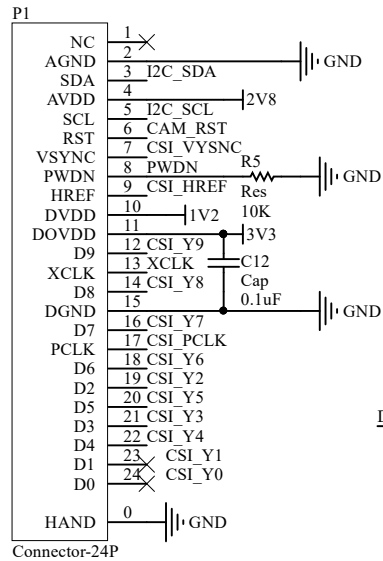 P1
NC 1
AGND 2 GND
SDA 3 I2C_SDA
AVDD 4 2V8
SCL 5 I2C_SCL
RST 6 CAM_RST
VSYNC 7 CSI_VYSNC
PWDN 8 PWDN R5 GND
HREF 9 CSI_HREF Res
DVDD 10 1V2 10K
DOVDD 11 3V3
D9 12 CSI_Y9
XCLK 13 XCLK C12
D8 14 CSI_Y8 Cap
DGND 15 0.1uF GND
D7 16 CSI_Y7
PCLK 17 CSI_PCLK
D6 18 CSI_Y6
D2 19 CSI_Y2
D5 20 CSI_Y5
D3 21 CSI_Y3
D4 22 CSI_Y4
D1 23 CSI_Y1
D0 24 CSI_Y0
HAND 0 GND
Connector-24P